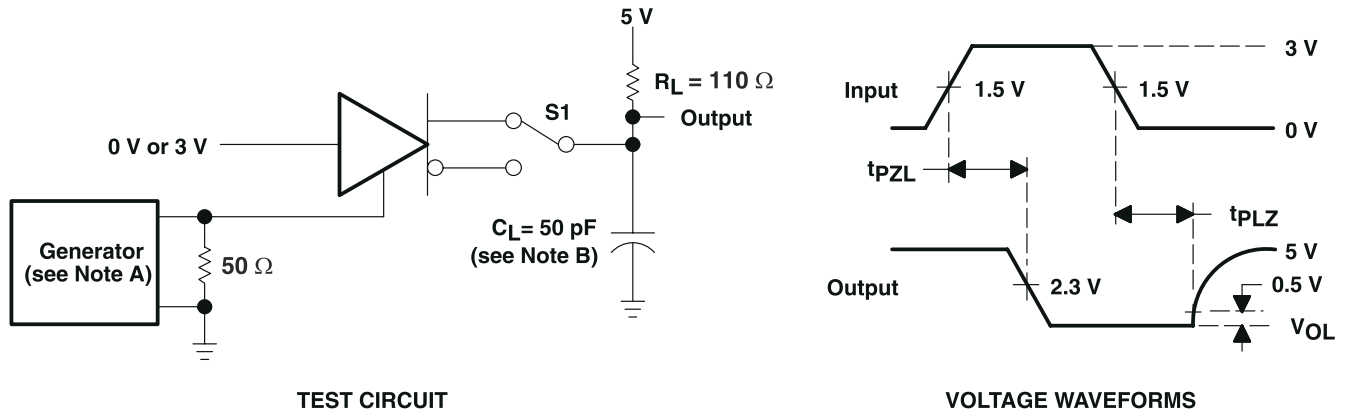 5 V
RL = 110 Ω
Output
S1
0 V or 3 V
CL= 50 pF
(see Note B)
Generator
(see Note A)
50 Ω
TEST CIRCUIT
3 V
Input
1.5 V
1.5 V
0 V
tPZL
tPLZ
5 V
Output
2.3 V
0.5 V
VOL
VOLTAGE WAVEFORMS